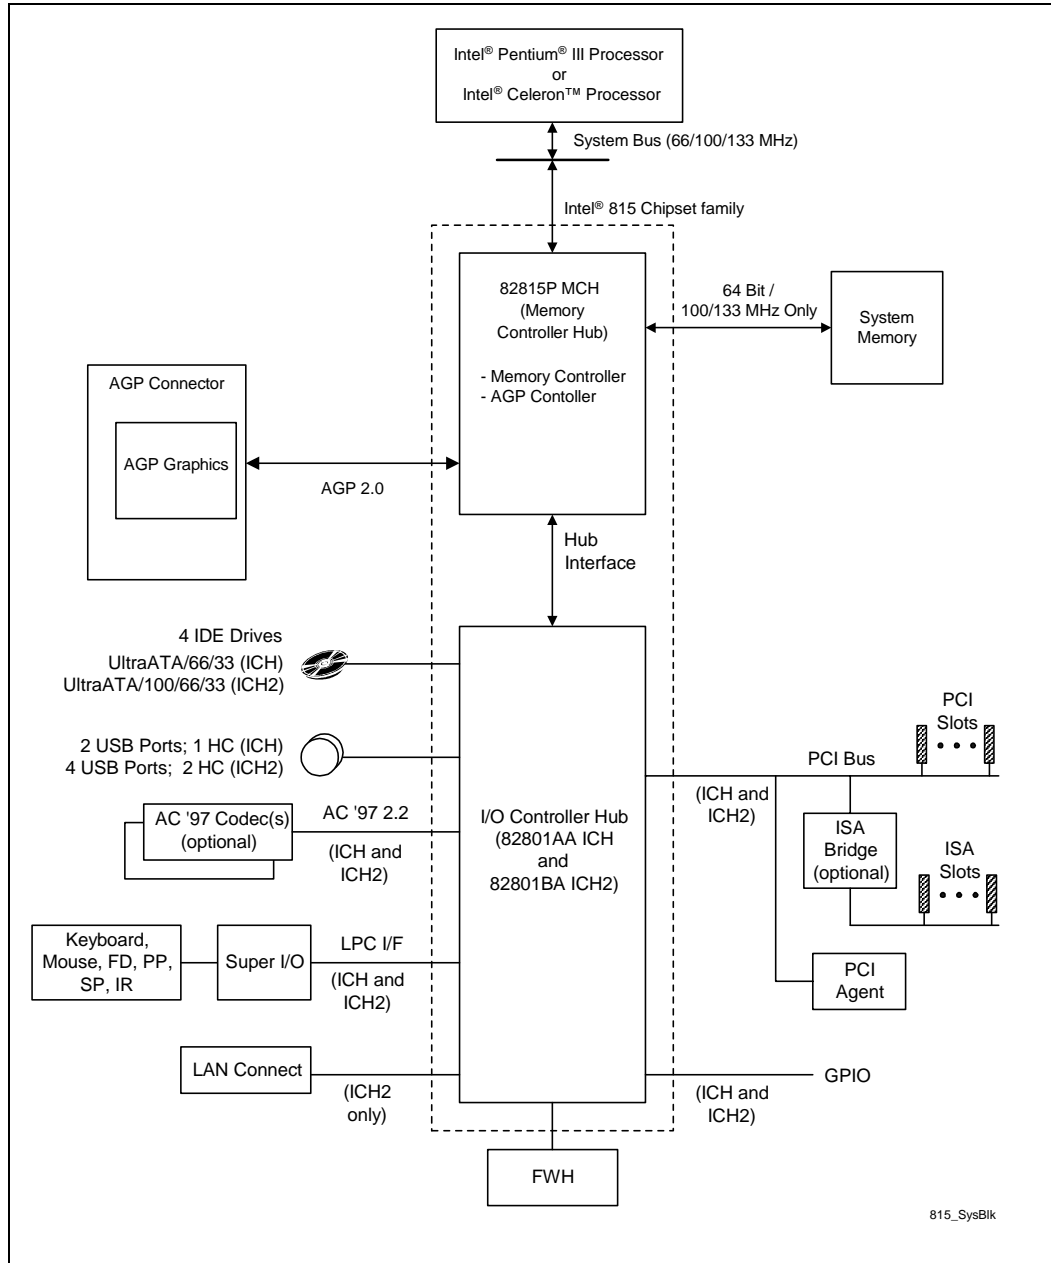 Intel® Pentium® III Processor
or
Intel® Celeron™ Processor
System Bus (66/100/133 MHz)
Intel® 815 Chipset family
82815P MCH
(Memory
Controller Hub)
- Memory Controller
- AGP Contoller
64 Bit /
100/133 MHz Only
System
Memory
AGP Connector
AGP Graphics
AGP 2.0
Hub
Interface
4 IDE Drives
UltraATA/66/33 (ICH)
UltraATA/100/66/33 (ICH2)
2 USB Ports; 1 HC (ICH)
4 USB Ports; 2 HC (ICH2)
AC '97 Codec(s)
(optional)
AC '97 2.2
(ICH and
ICH2)
Keyboard,
Mouse, FD, PP,
SP, IR
Super I/O
LPC I/F
(ICH and
ICH2)
LAN Connect
(ICH2
only)
I/O Controller Hub
(82801AA ICH
and
82801BA ICH2)
PCI
Slots
PCI Bus
(ICH and
ICH2)
ISA
Bridge
(optional)
ISA
Slots
PCI
Agent
GPIO
(ICH and
ICH2)
FWH
815_SysBlk